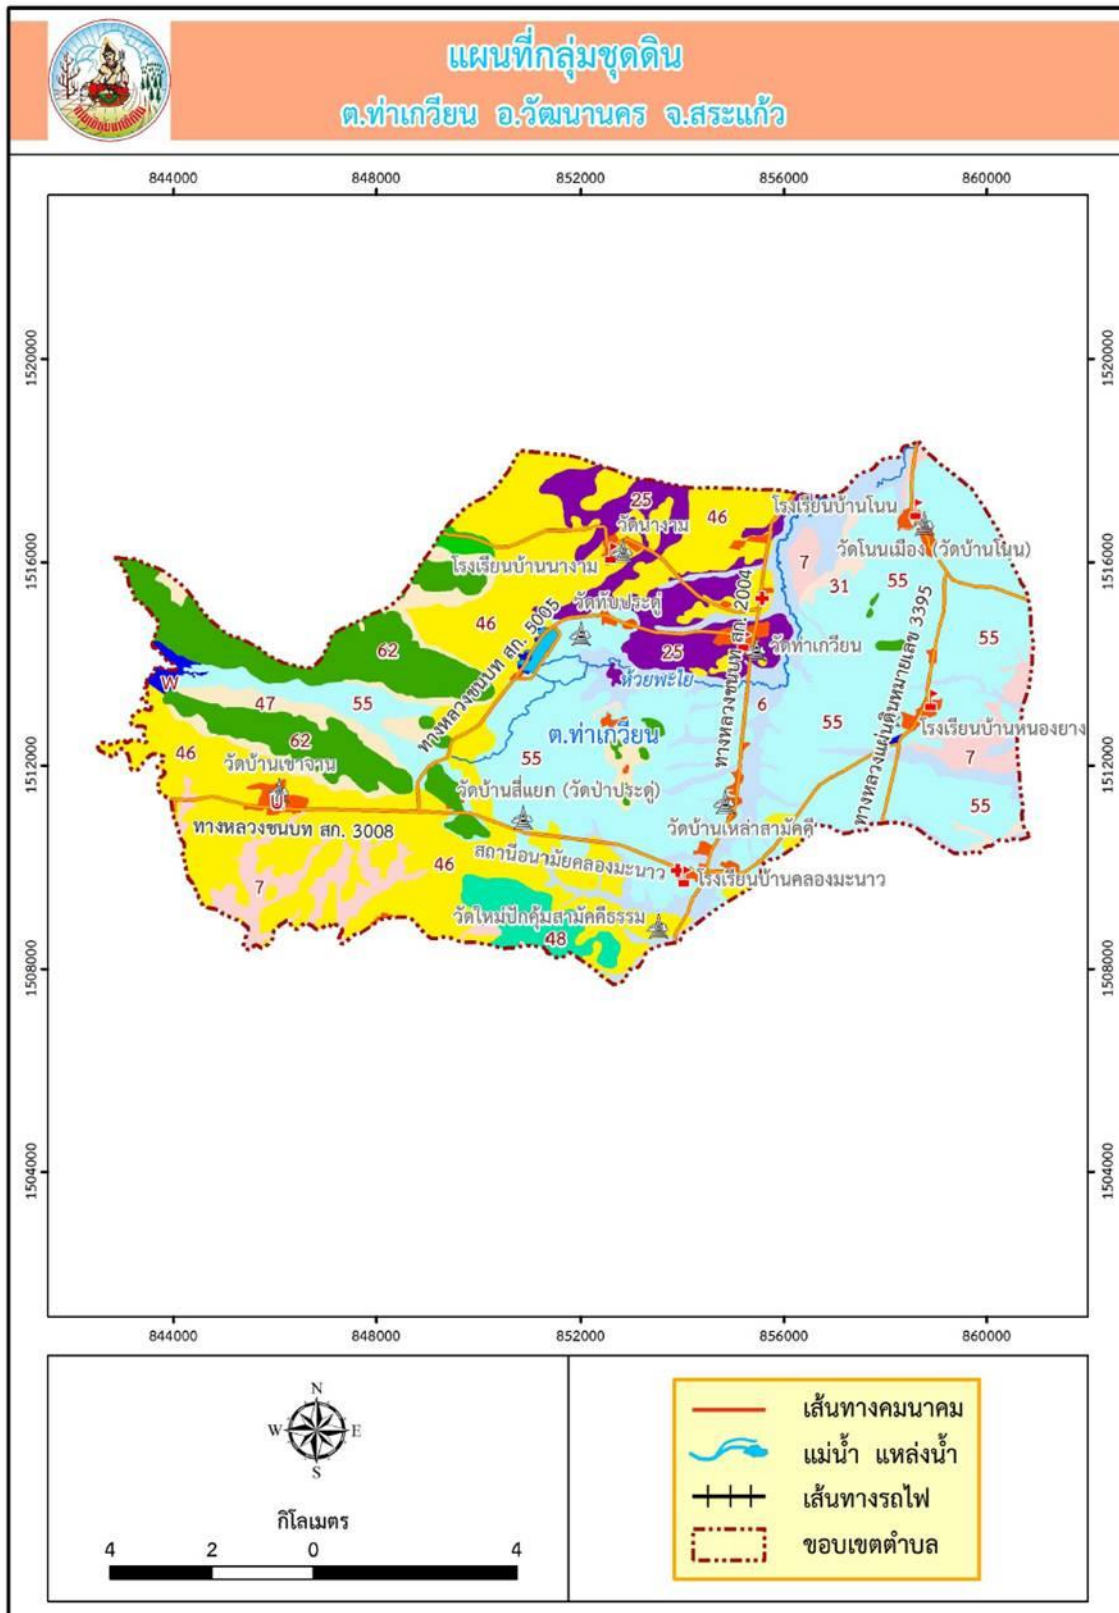 แผนที่กลุ่มชุดดิน
ต.ท่าเกวียน อ.วัฒนานคร จ.สระแก้ว
844000 848000 852000 856000 860000
1520000 1520000
1516000 1516000
1512000 1512000
1508000 1508000
1504000 1504000
25
46
โรงเรียนบ้านโนน
วัดนางาม
วัดโนนเมือง (วัดบ้านโนน)
โรงเรียนบ้านนางาม
7
31
55
วัดทับประดู่
46
ทางหลวงชนบท สก. 5005
ทางหลวงชนบท สก. 2004
ทางหลวงแผ่นดินหมายเลข 3395
55
62
25
วัดท่าเกวียน
ห้วยพะใย
W
47
55
6
55
โรงเรียนบ้านหนองยาง
ต.ท่าเกวียน
46
62
วัดบ้านเขาจาน
55
7
U
วัดบ้านสี่แยก (วัดป่าประดู่)
55
ทางหลวงชนบท สก. 3008
วัดบ้านเหล่าสามัคคี
สถานีอนามัยคลองมะนาว
46
โรงเรียนบ้านคลองมะนาว
7
วัดใหม่ปักคุ้มสามัคคีธรรม
48
844000 848000 852000 856000 860000
N
W E
S
กิโลเมตร
4 2 0 4
เส้นทางคมนาคม
แม่น้ำ แหล่งน้ำ
เส้นทางรถไฟ
ขอบเขตตำบล